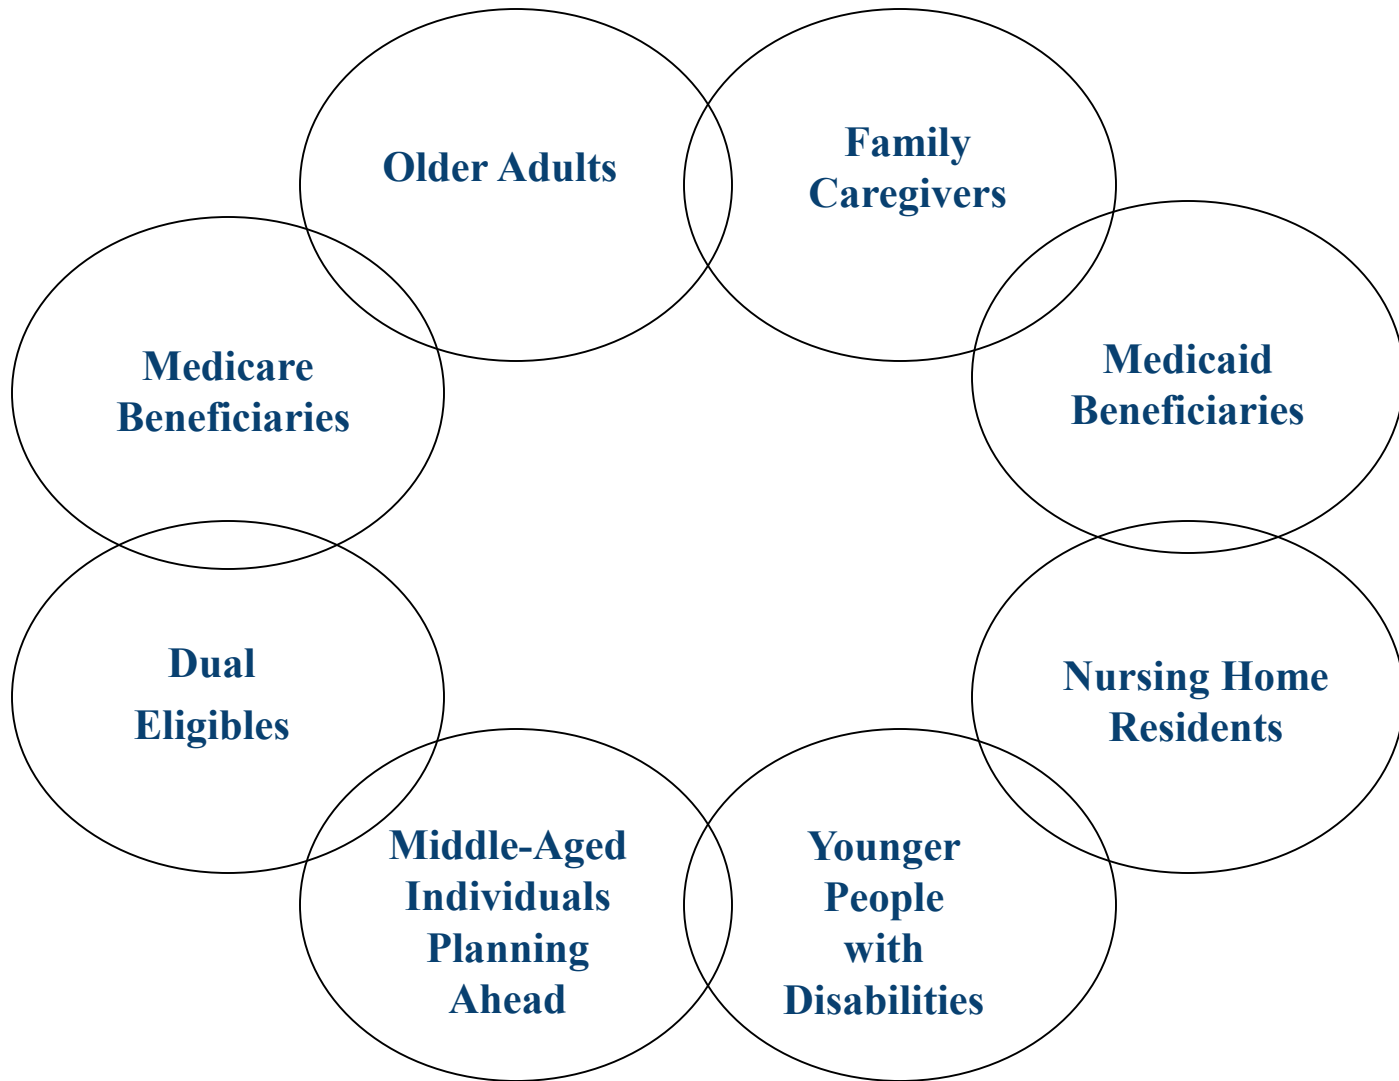 Older Adults
Family
Caregivers
Medicare
Beneficiaries
Medicaid
Beneficiaries
Dual
Eligibles
Nursing Home
Residents
Middle-Aged
Individuals
Planning
Ahead
Younger
People
with
Disabilities